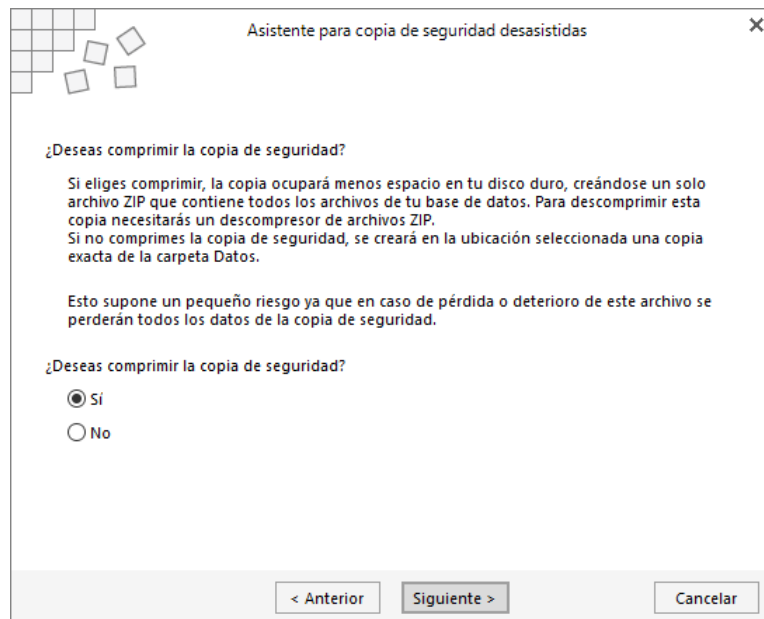 Asistente para copia de seguridad desasistidas
¿Deseas comprimir la copia de seguridad?
Si eliges comprimir, la copia ocupará menos espacio en tu disco duro, creándose un solo
archivo ZIP que contiene todos los archivos de tu base de datos. Para descomprimir esta
copia necesitarás un descompresor de archivos ZIP.
Si no comprimes la copia de seguridad, se creará en la ubicación seleccionada una copia
exacta de la carpeta Datos.
Esto supone un pequeño riesgo ya que en caso de pérdida o deterioro de este archivo se
perderán todos los datos de la copia de seguridad.
¿Deseas comprimir la copia de seguridad?
Sí
No
< Anterior
Siguiente >
Cancelar